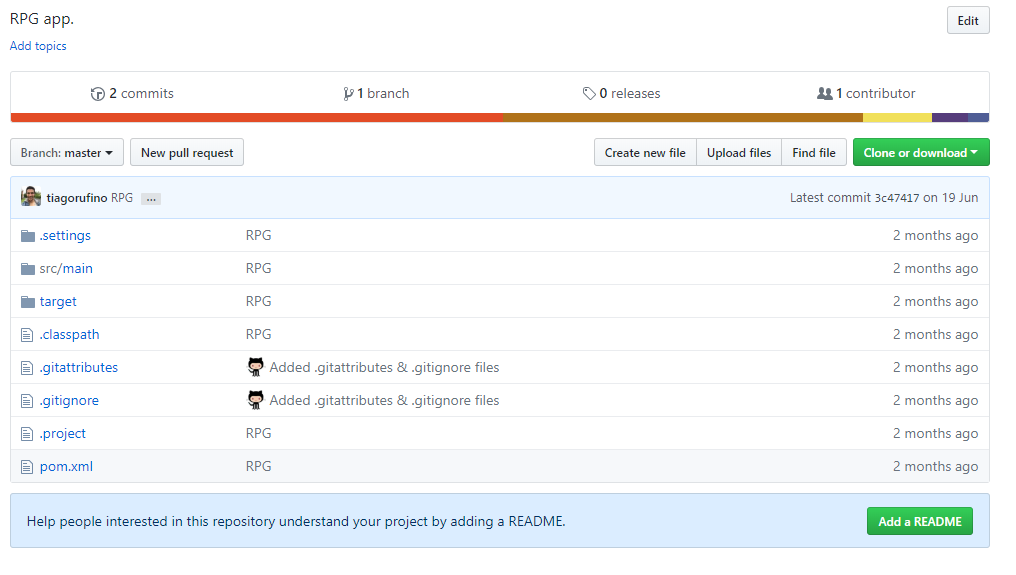 RPG app.
Edit
Add topics
2 commits 1 branch 0 releases 1 contributor
Branch: master New pull request Create new file Upload files Find file Clone or download
tiagorufino RPG ... Latest commit 3c47417 on 19 Jun
.settings RPG 2 months ago
src/main RPG 2 months ago
target RPG 2 months ago
.classpath RPG 2 months ago
.gitattributes Added .gitattributes & .gitignore files 2 months ago
.gitignore Added .gitattributes & .gitignore files 2 months ago
.project RPG 2 months ago
pom.xml RPG 2 months ago
Help people interested in this repository understand your project by adding a README. Add a README